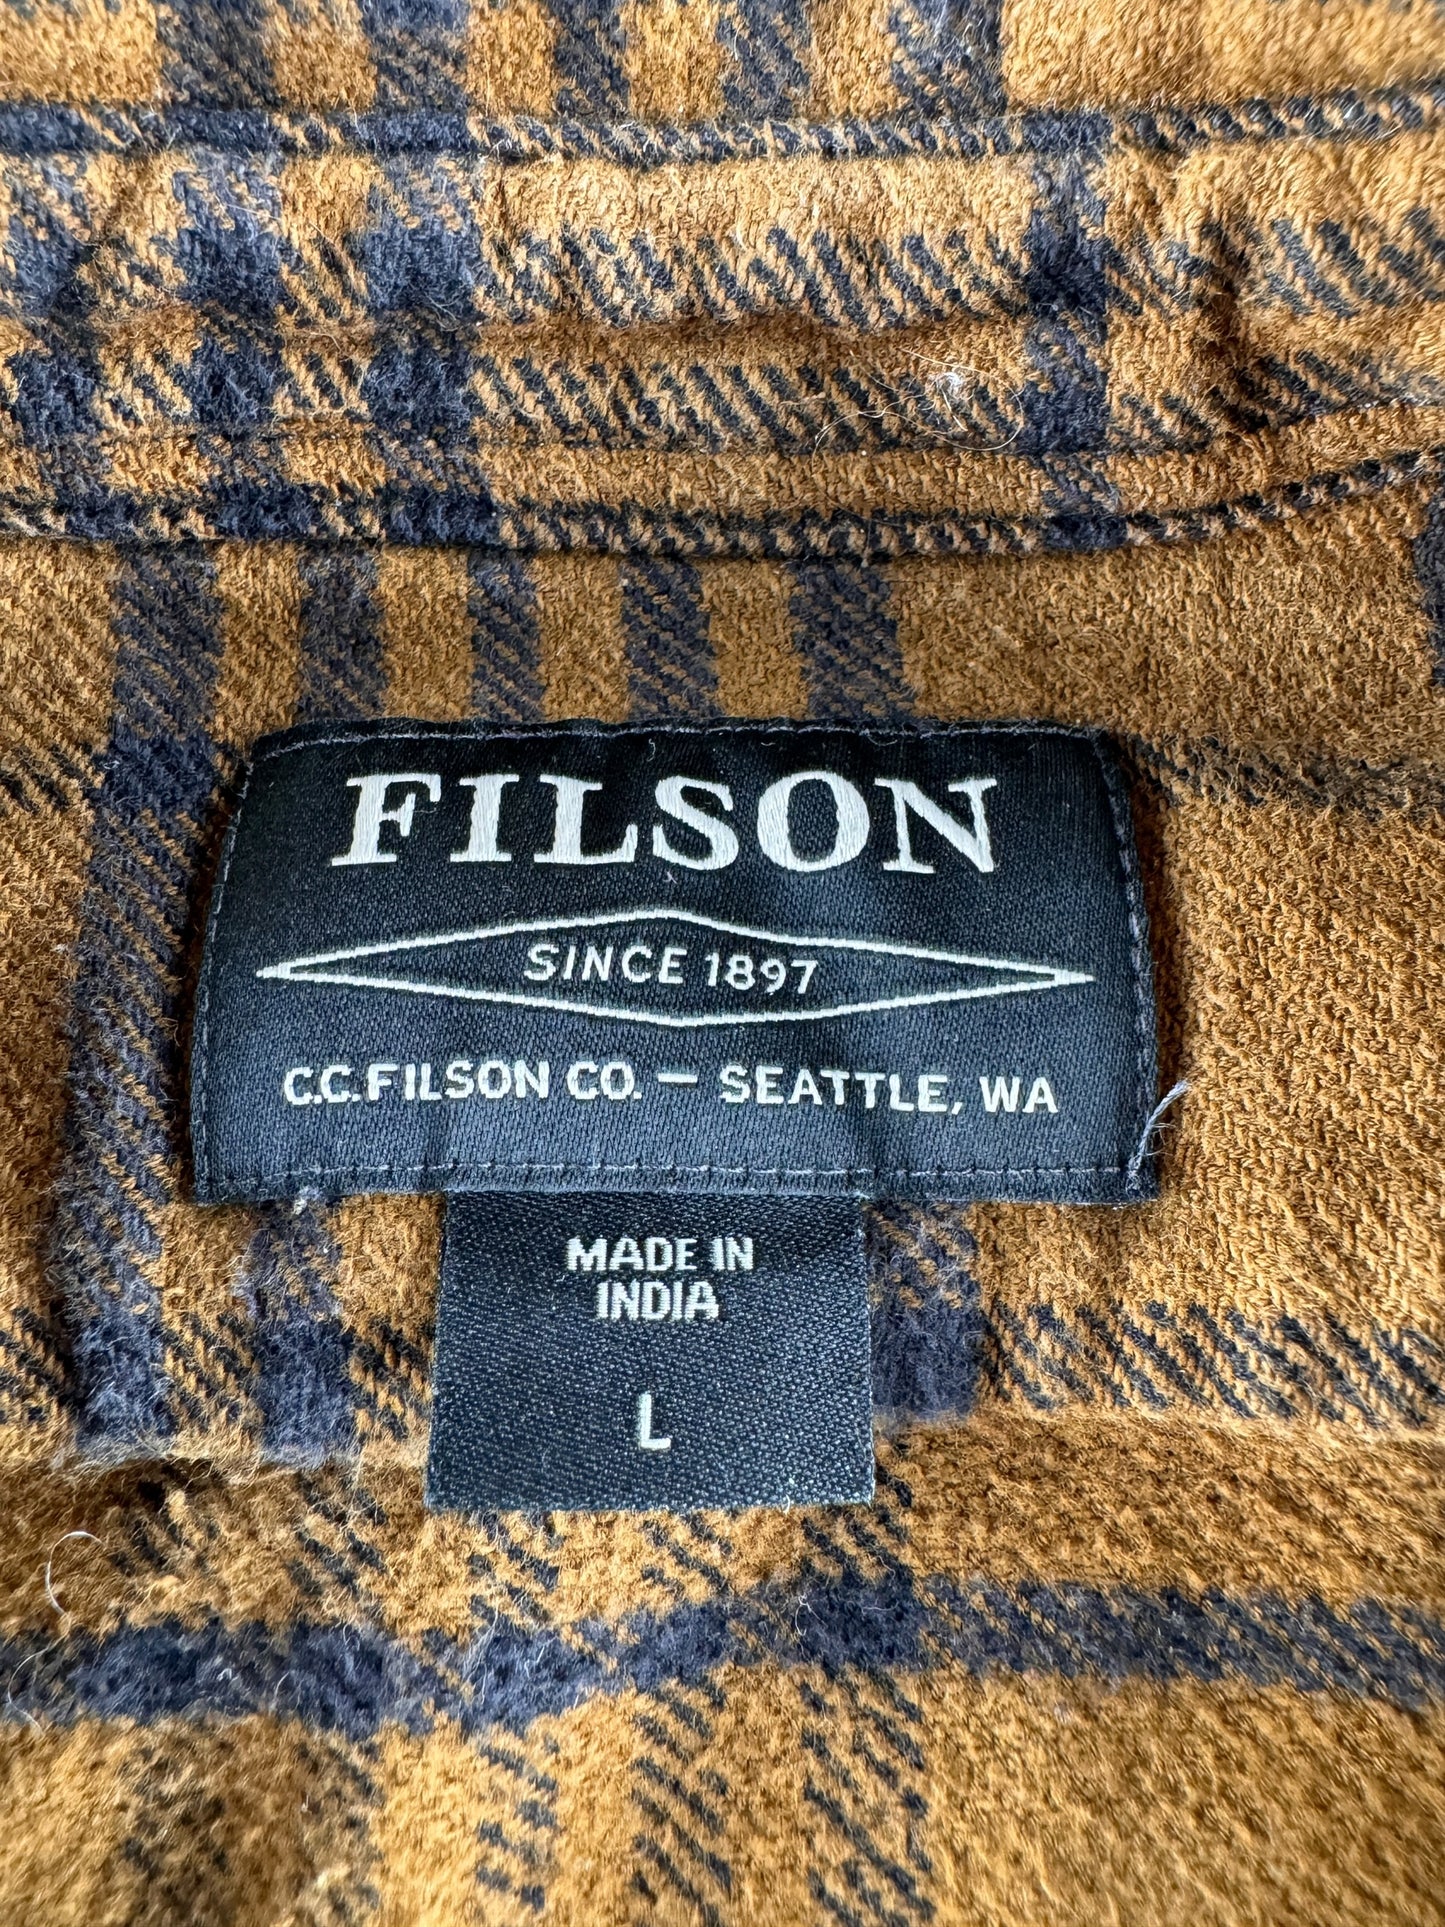 FILSON
SINCE 1897
C.C. FILSON CO. — SEATTLE, WA
MADE IN
INDIA
L